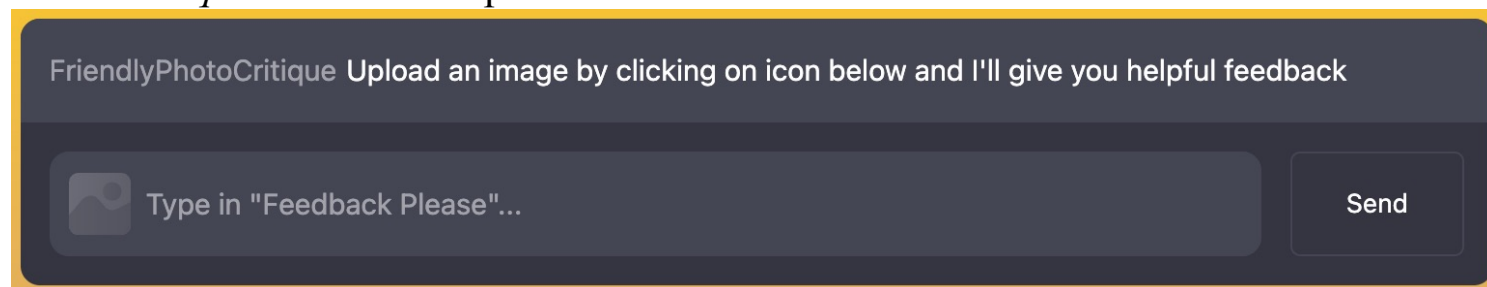 FriendlyPhotoCritique Upload an image by clicking on icon below and I'll give you helpful feedback
Type in "Feedback Please"...
Send